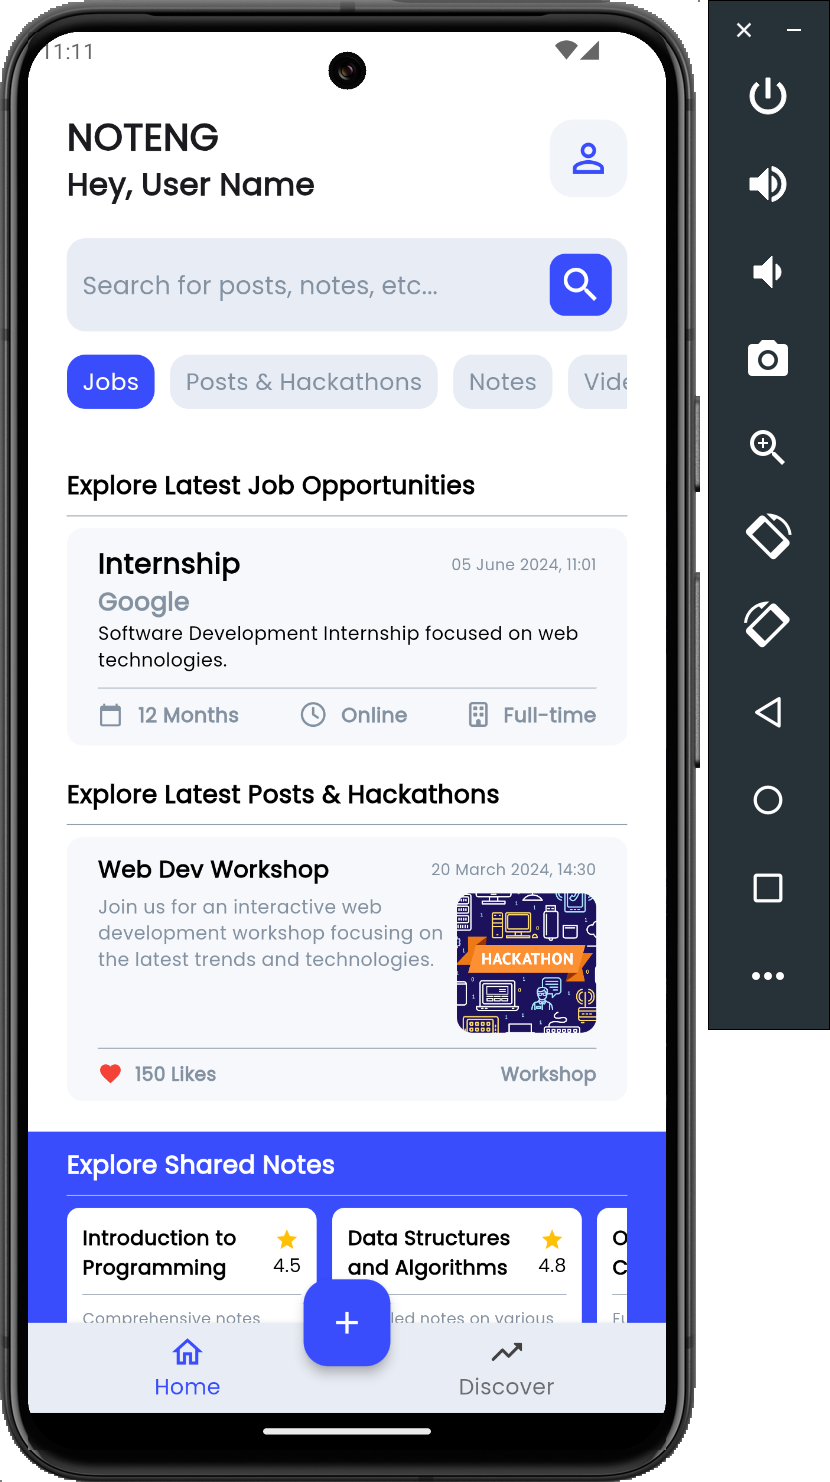 11:11
NOTENG
Hey, User Name
Search for posts, notes, etc...
Jobs
Posts & Hackathons
Notes
Explore Latest Job Opportunities
Internship
05 June 2024, 11:01
Google
Software Development Internship focused on web
technologies.
12 Months
Online
Full-time
Explore Latest Posts & Hackathons
Web Dev Workshop
20 March 2024, 14:30
Join us for an interactive web
development workshop focusing on
the latest trends and technologies.
HACKATHON
150 Likes
Workshop
Explore Shared Notes
Introduction to
Programming
4.5
Data Structures
and Algorithms
4.8
Comprehensive notes
notes on various
Home
Discover